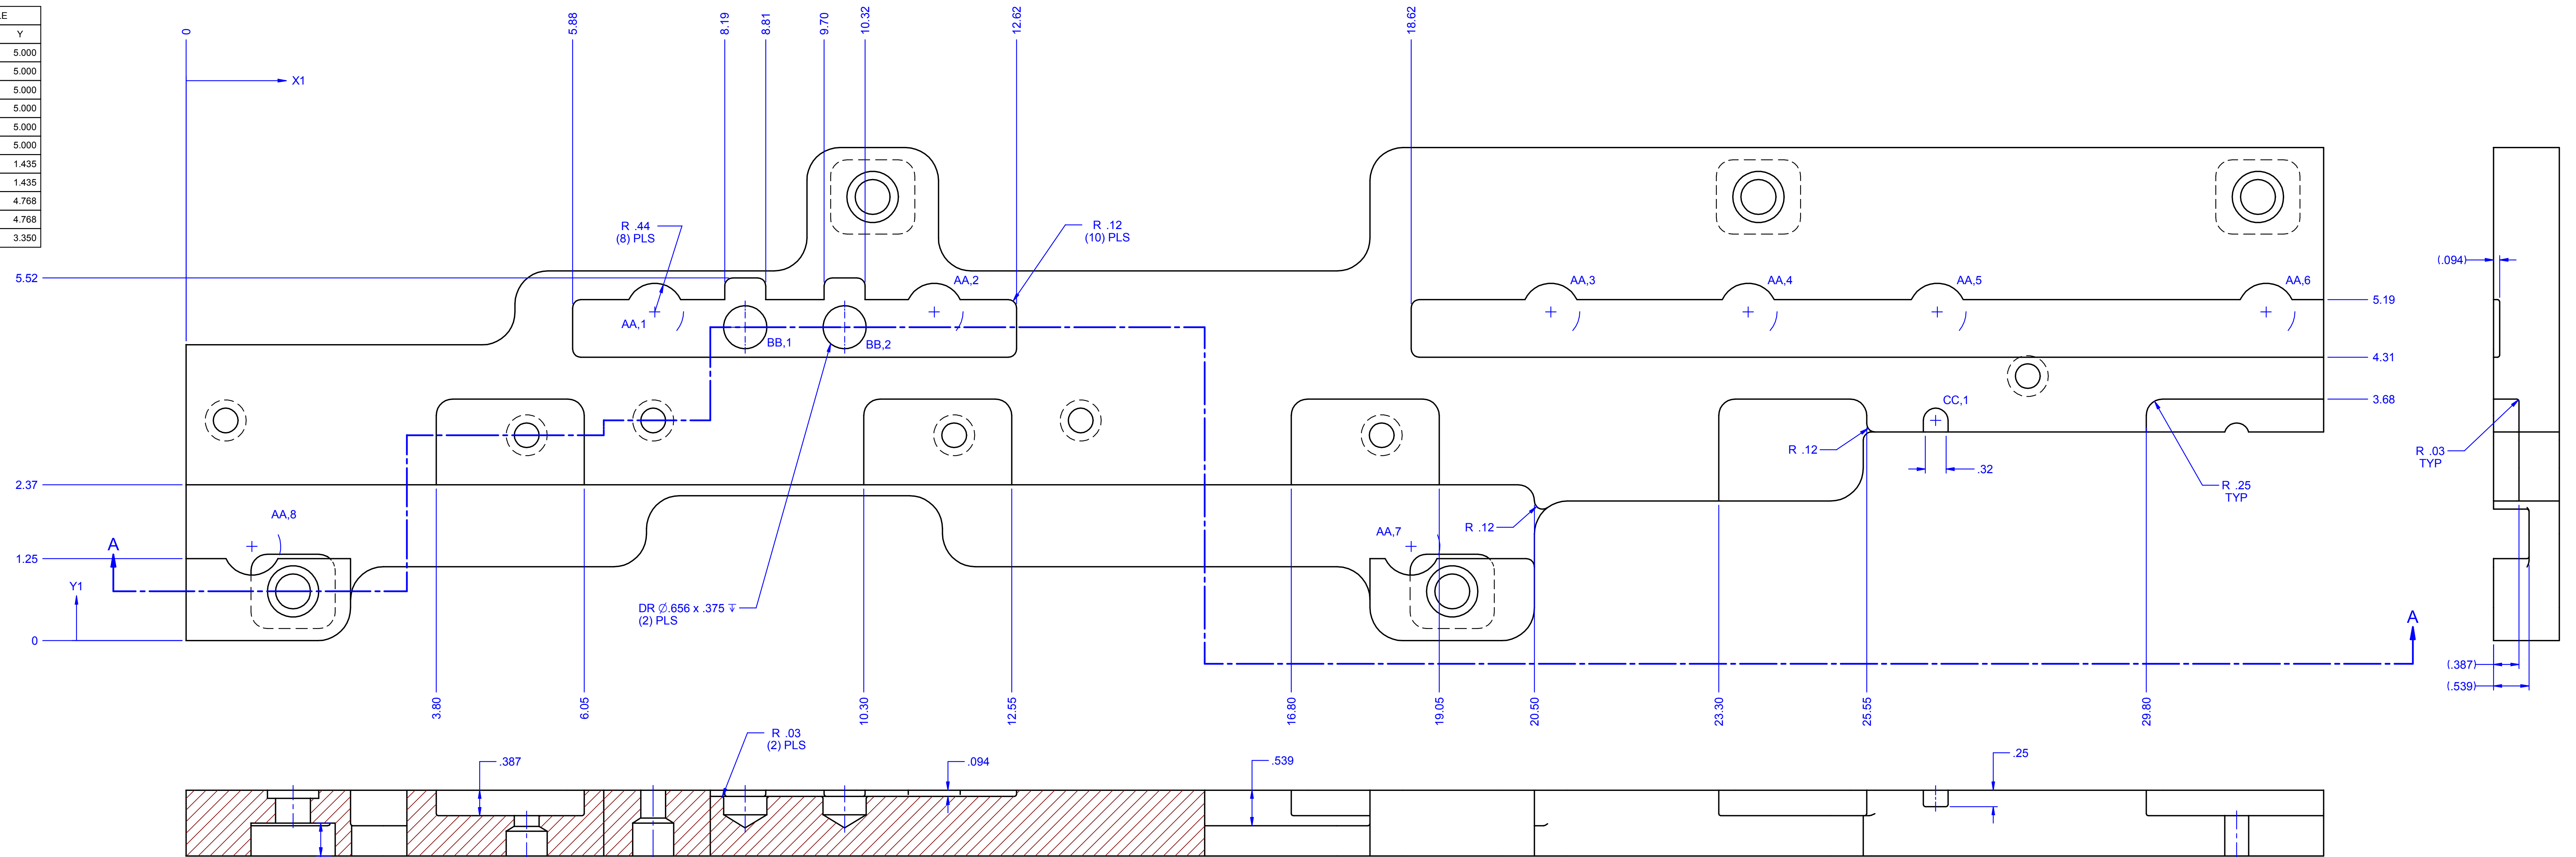 LE
Y
5.000
5.000
5.000
5.000
5.000
5.000
1.435
1.435
4.768
4.768
3.350
0
5.88
8.19
8.81
9.70
10.32
12.62
18.62
X1
R .44
(8) PLS
R .12
(10) PLS
5.52
AA,1
BB,1
BB,2
AA,2
AA,3
AA,4
AA,5
AA,6
5.19
4.31
3.68
(.094)
CC,1
R .12
.32
R .25
TYP
R .03
TYP
2.37
AA,8
R .12
AA,7
A
1.25
Y1
DR Ø.656 x .375 ↧
(2) PLS
0
A
(.387)
(.539)
3.80
6.05
10.30
12.55
16.80
19.05
20.50
23.30
25.55
29.80
R .03
(2) PLS
.387
.094
.539
.25